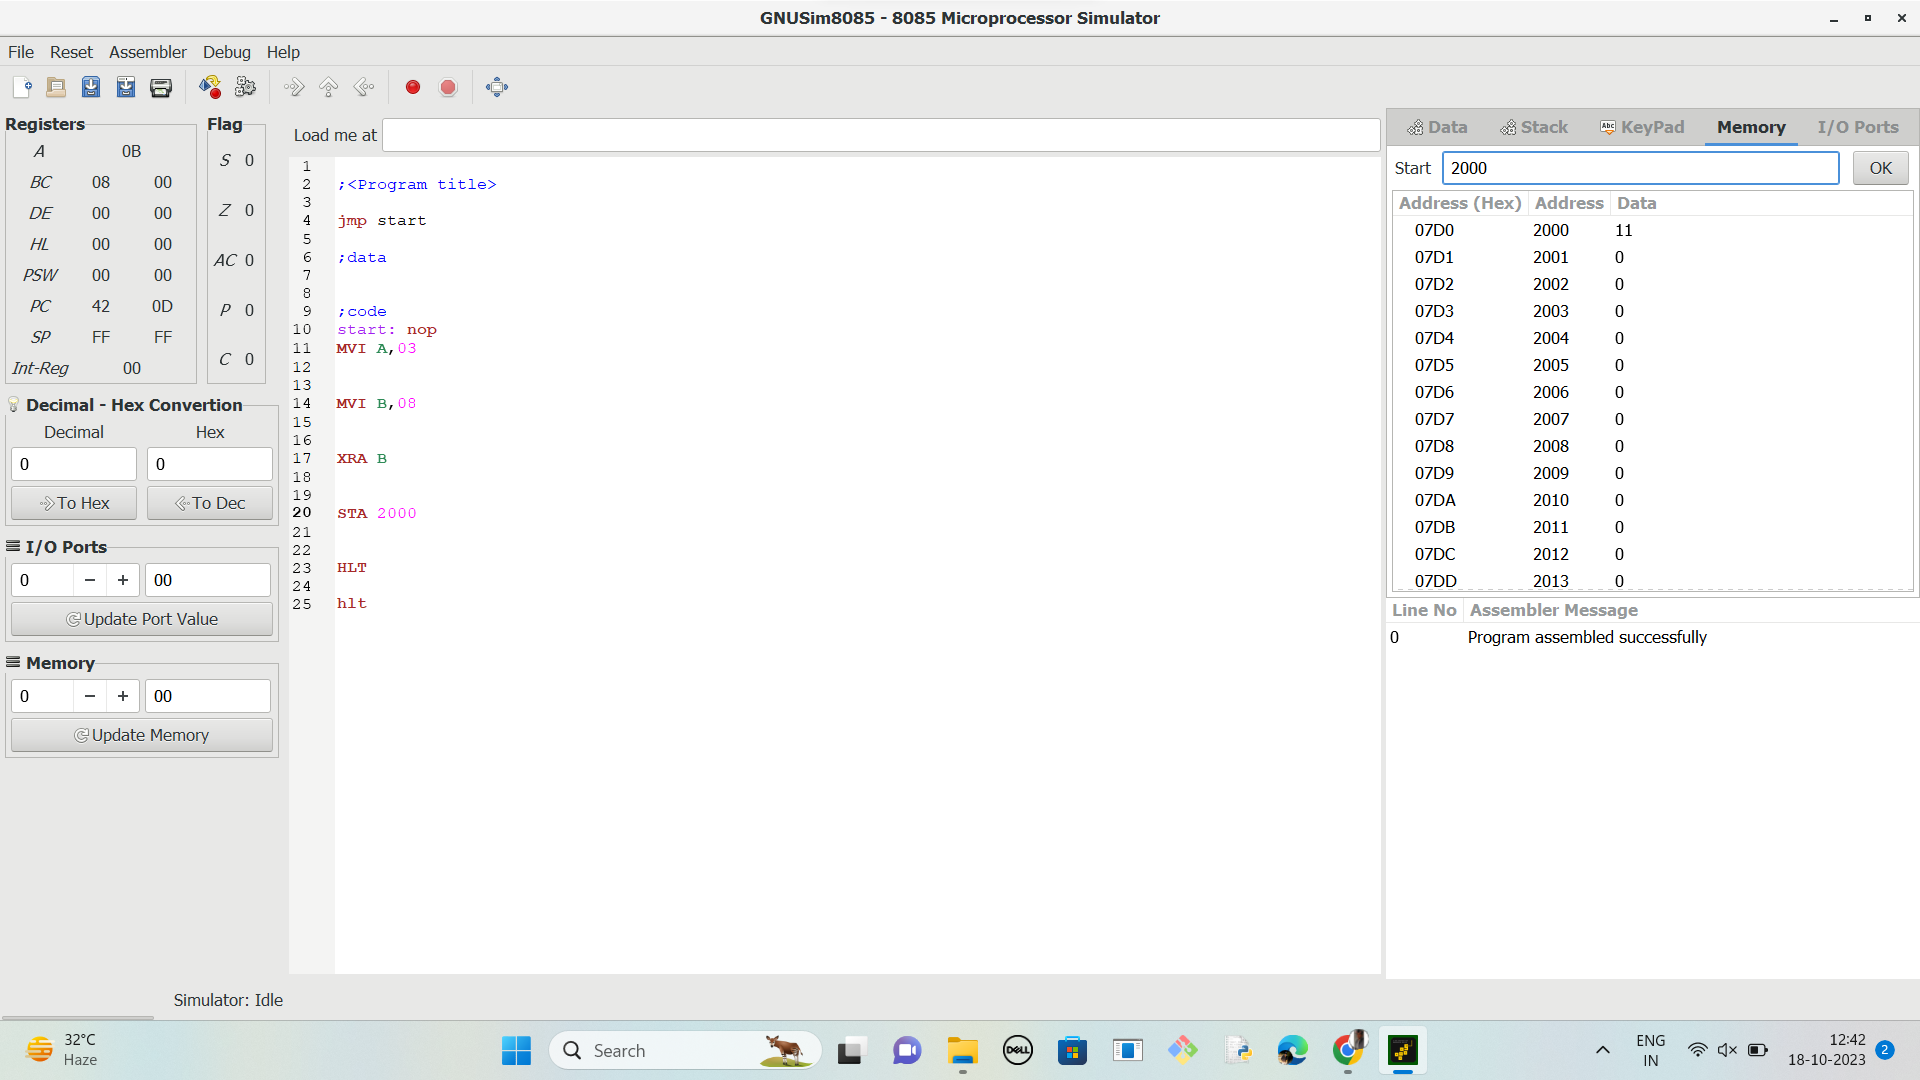 GNUSim8085 - 8085 Microprocessor Simulator
File Reset Assembler Debug Help
Registers
A 0B
BC 08 00
DE 00 00
HL 00 00
PSW 00 00
PC 42 0D
SP FF FF
Int-Reg 00
Flag
S 0
Z 0
AC 0
P 0
C 0
Decimal - Hex Convertion
Decimal Hex
0 0
To Hex To Dec
I/O Ports
0 − + 00
Update Port Value
Memory
0 − + 00
Update Memory
Load me at
1
2 ;<Program title>
3
4 jmp start
5
6 ;data
7
8
9 ;code
10 start: nop
11 MVI A,03
12
13
14 MVI B,08
15
16
17 XRA B
18
19
20 STA 2000
21
22
23 HLT
24
25 hlt
Data Stack Abc KeyPad Memory I/O Ports
Start 2000 OK
Address (Hex) Address Data
07D0 2000 11
07D1 2001 0
07D2 2002 0
07D3 2003 0
07D4 2004 0
07D5 2005 0
07D6 2006 0
07D7 2007 0
07D8 2008 0
07D9 2009 0
07DA 2010 0
07DB 2011 0
07DC 2012 0
07DD 2013 0
Line No Assembler Message
0 Program assembled successfully
Simulator: Idle
32°C
Haze
Search
DELL
ENG
IN
12:42
18-10-2023
2